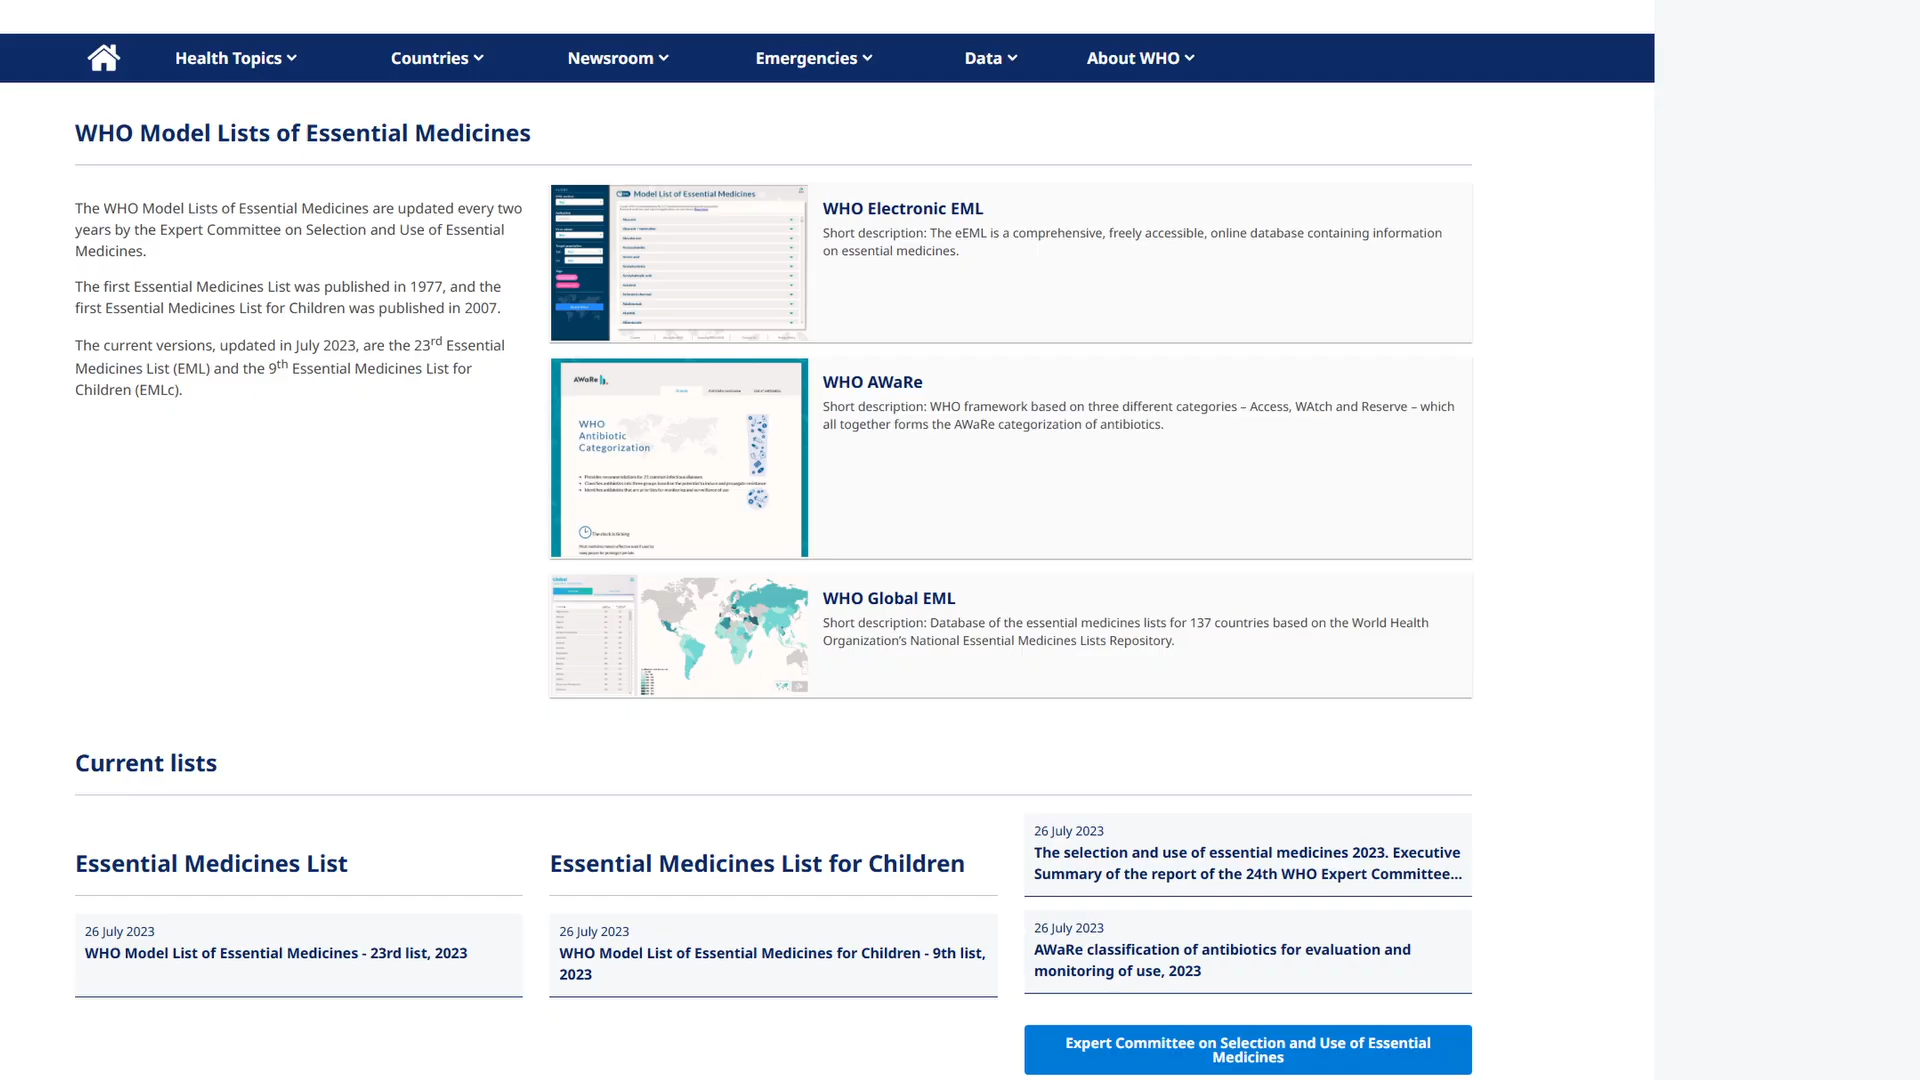 Health Topics
Countries
Newsroom
Emergencies
Data
About WHO
WHO Model Lists of Essential Medicines
The WHO Model Lists of Essential Medicines are updated every two
years by the Expert Committee on Selection and Use of Essential
Medicines.
The first Essential Medicines List was published in 1977, and the
first Essential Medicines List for Children was published in 2007.
The current versions, updated in July 2023, are the 23rd Essential
Medicines List (EML) and the 9th Essential Medicines List for
Children (EMLc).
Model List of Essential Medicines
WHO Electronic EML
Short description: The eEML is a comprehensive, freely accessible, online database containing information
on essential medicines.
AWaRe
WHO
Antibiotic
Categorization
WHO AWaRe
Short description: WHO framework based on three different categories – Access, WAtch and Reserve – which
all together forms the AWaRe categorization of antibiotics.
Global
WHO Global EML
Short description: Database of the essential medicines lists for 137 countries based on the World Health
Organization’s National Essential Medicines Lists Repository.
Current lists
Essential Medicines List
26 July 2023
WHO Model List of Essential Medicines - 23rd list, 2023
Essential Medicines List for Children
26 July 2023
WHO Model List of Essential Medicines for Children - 9th list,
2023
26 July 2023
The selection and use of essential medicines 2023. Executive
Summary of the report of the 24th WHO Expert Committee...
26 July 2023
AWaRe classification of antibiotics for evaluation and
monitoring of use, 2023
Expert Committee on Selection and Use of Essential
Medicines